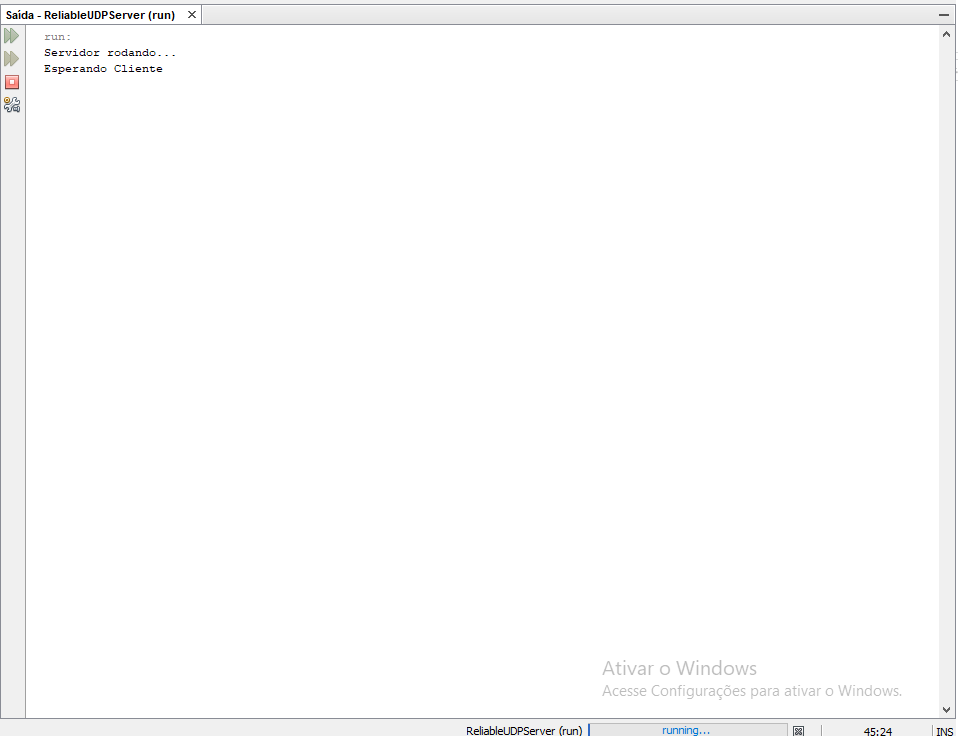 Saída - ReliableUDPServer (run)
run:
Servidor rodando...
Esperando Cliente
Ativar o Windows
Acesse Configurações para ativar o Windows.
ReliableUDPServer (run)
running...
45:24
INS